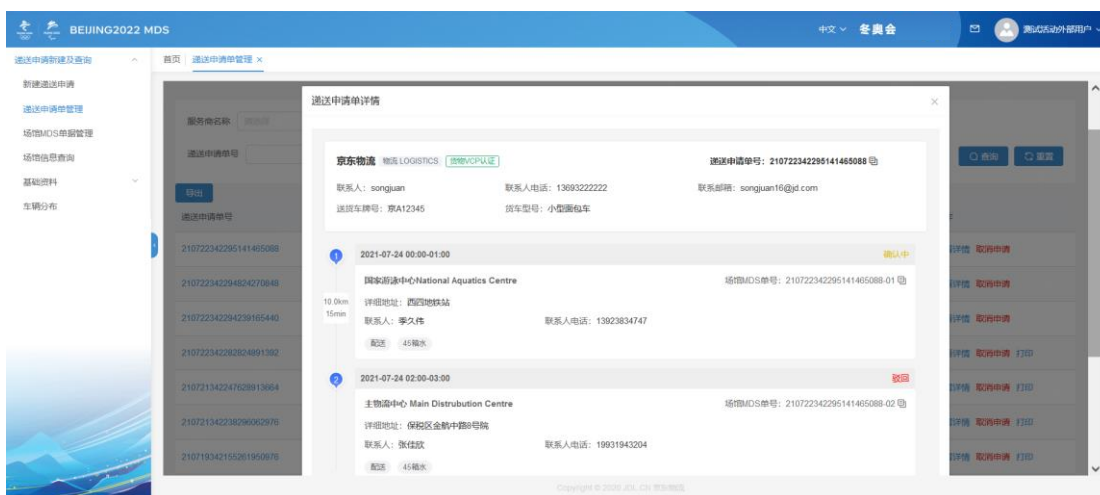 BEIJING2022 MDS
中文
冬奥会
测试活动外部用户
递送申请新建及查询
首页 递送申请单管理 ×
新建递送申请
递送申请单管理
场馆MDS单据管理
场馆信息查询
基础资料
车辆分布
服务商名称
递送申请单号
查询 重置
导出
递送申请单号
210722342295141465088 详情 取消申请
210722342294824270848 详情 取消申请
210722342294239165440 详情 取消申请
210722342282824891392 详情 取消申请 打印
210721342247628913664 详情 取消申请 打印
210721342238296062976 详情 取消申请 打印
210719342155261960978 详情 取消申请 打印
递送申请单详情 ×
京东物流 物流 LOGISTICS 货物VCP认证 递送申请单号：210722342295141465088
联系人：songjuan 联系人电话：13693222222 联系邮箱：songjuan16@jd.com
送货车牌号：京A12345 货车型号：小型面包车
1 2021-07-24 00:00-01:00 确认中
国家游泳中心National Aquatics Centre 场馆MDS单号：210722342295141465088-01
10.0km
15min
详细地址：西四地铁站
联系人：季久伟 联系人电话：13923834747
配送 45箱水
2 2021-07-24 02:00-03:00 驳回
主物流中心 Main Distrubution Centre 场馆MDS单号：210722342295141465088-02
详细地址：保税区金航中路8号院
联系人：张佳欣 联系人电话：19931943204
配送 45箱水
Copyright © 2020 JDL.CN 京东物流